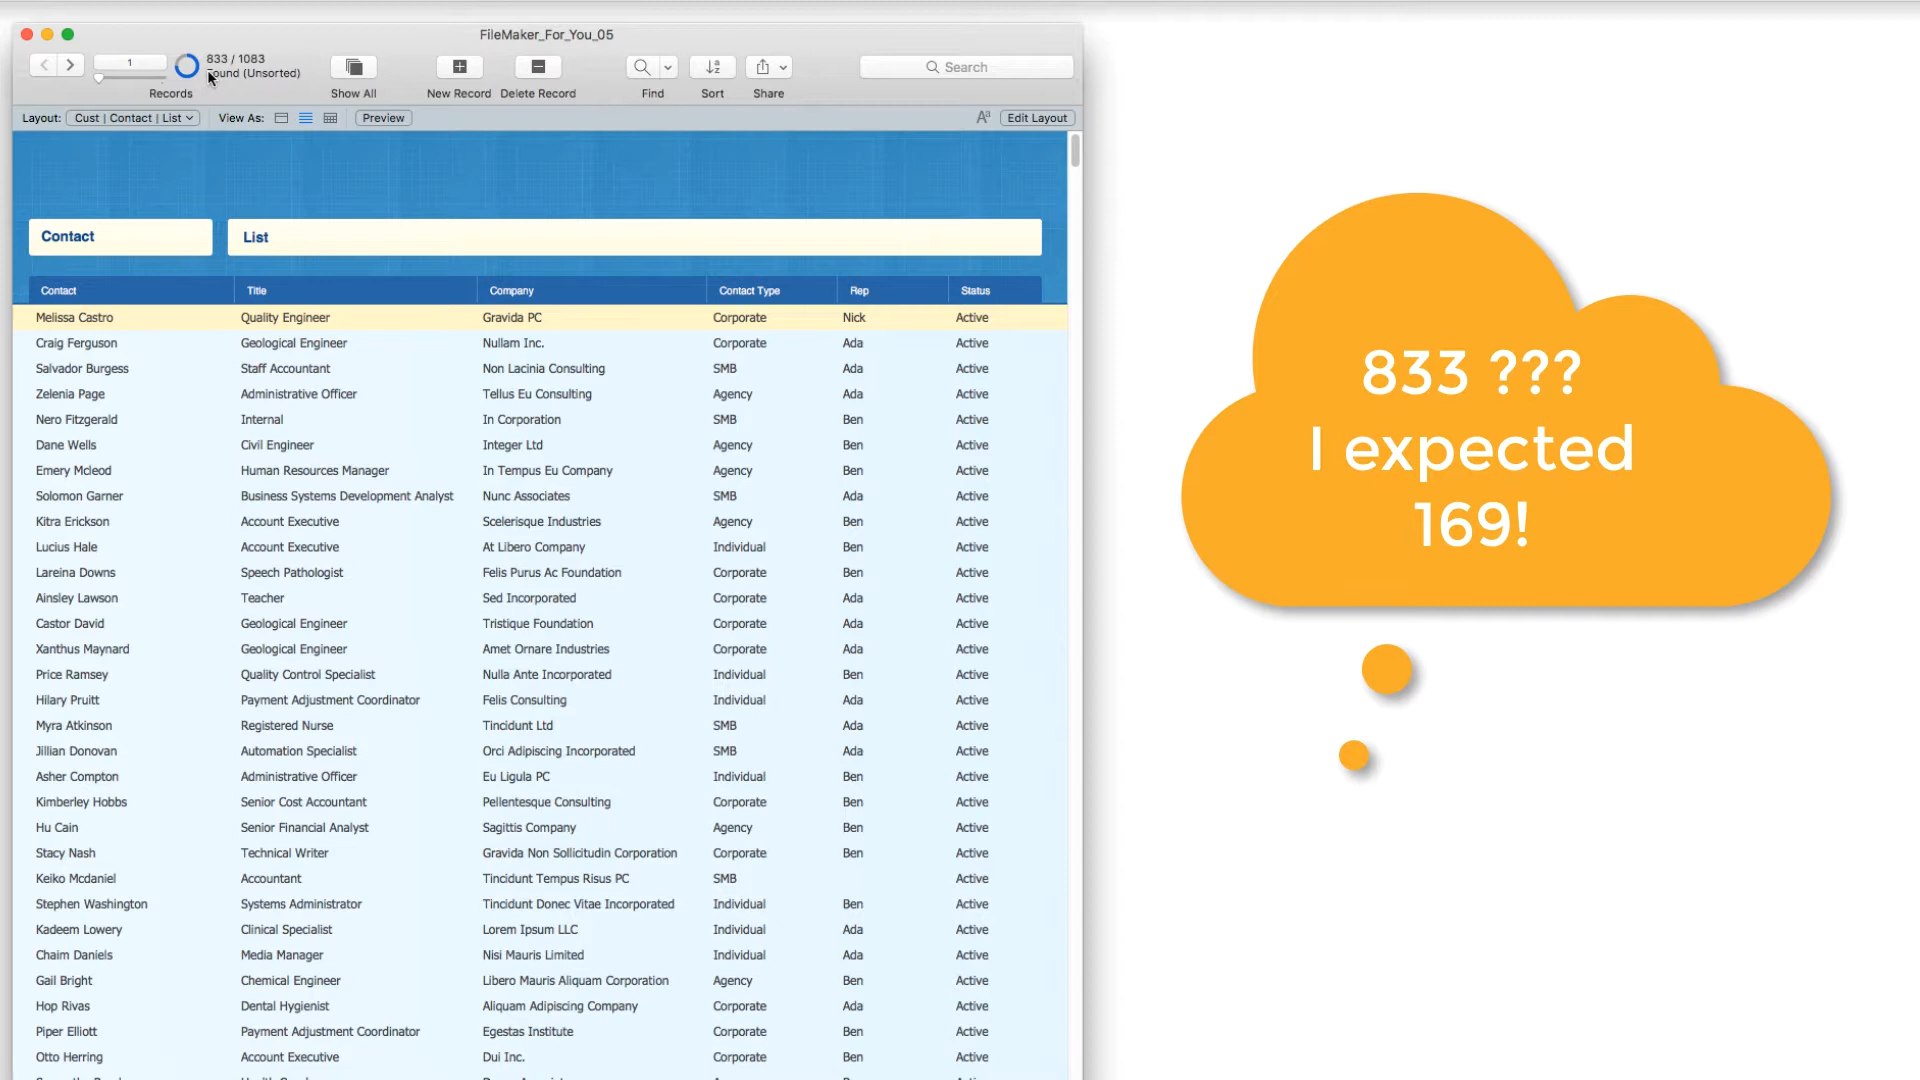 FileMaker_For_You_05
1
833 / 1083
Found (Unsorted)
Records
Show All
New Record
Delete Record
Find
Sort
Share
Search
Layout: Cust | Contact | List
View As:
Preview
Aª
Edit Layout
Contact
List
Contact Title Company Contact Type Rep Status
Melissa Castro Quality Engineer Gravida PC Corporate Nick Active
Craig Ferguson Geological Engineer Nullam Inc. Corporate Ada Active
Salvador Burgess Staff Accountant Non Lacinia Consulting SMB Ada Active
Zelenia Page Administrative Officer Tellus Eu Consulting Agency Ada Active
Nero Fitzgerald Internal In Corporation SMB Ben Active
Dane Wells Civil Engineer Integer Ltd Agency Ben Active
Emery Mcleod Human Resources Manager In Tempus Eu Company Agency Ben Active
Solomon Garner Business Systems Development Analyst Nunc Associates SMB Ada Active
Kitra Erickson Account Executive Scelerisque Industries Agency Ben Active
Lucius Hale Account Executive At Libero Company Individual Ben Active
Lareina Downs Speech Pathologist Felis Purus Ac Foundation Corporate Ben Active
Ainsley Lawson Teacher Sed Incorporated Corporate Ada Active
Castor David Geological Engineer Tristique Foundation Corporate Ada Active
Xanthus Maynard Geological Engineer Amet Ornare Industries Corporate Ada Active
Price Ramsey Quality Control Specialist Nulla Ante Incorporated Individual Ben Active
Hilary Pruitt Payment Adjustment Coordinator Felis Consulting Individual Ada Active
Myra Atkinson Registered Nurse Tincidunt Ltd SMB Ada Active
Jillian Donovan Automation Specialist Orci Adipiscing Incorporated SMB Ada Active
Asher Compton Administrative Officer Eu Ligula PC Individual Ben Active
Kimberley Hobbs Senior Cost Accountant Pellentesque Consulting Corporate Ada Active
Hu Cain Senior Financial Analyst Sagittis Company Agency Ben Active
Stacy Nash Technical Writer Gravida Non Sollicitudin Corporation Corporate Ben Active
Keiko Mcdaniel Accountant Tincidunt Tempus Risus PC SMB Active
Stephen Washington Systems Administrator Tincidunt Donec Vitae Incorporated Individual Ben Active
Kadeem Lowery Clinical Specialist Lorem Ipsum LLC Individual Ada Active
Chaim Daniels Media Manager Nisi Mauris Limited Individual Ada Active
Gail Bright Chemical Engineer Libero Mauris Aliquam Corporation Agency Ben Active
Hop Rivas Dental Hygienist Aliquam Adipiscing Company Corporate Ada Active
Piper Elliott Payment Adjustment Coordinator Egestas Institute Corporate Ben Active
Otto Herring Account Executive Dui Inc. Corporate Ben Active
833 ???
I expected
169!